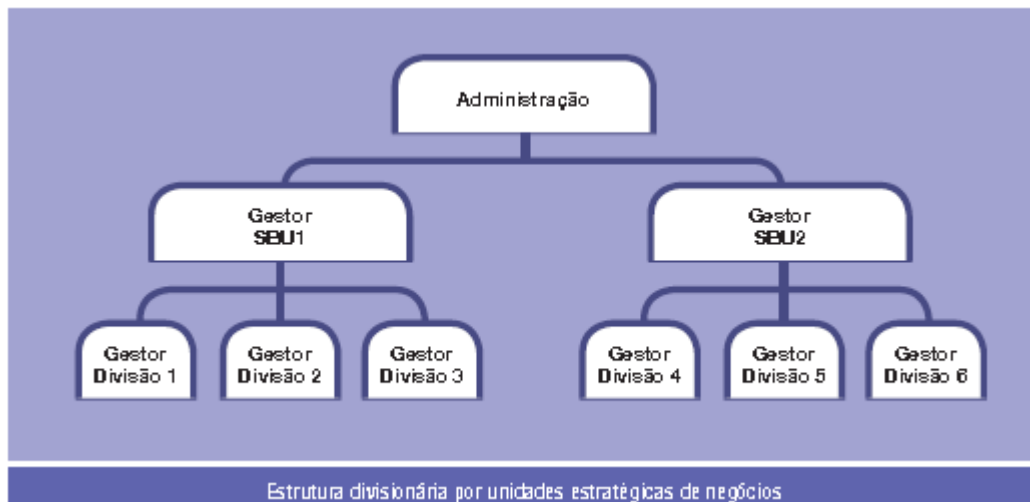 Administração
Gestor
SBU1
Gestor
SBU2
Gestor
Divisão 1
Gestor
Divisão 2
Gestor
Divisão 3
Gestor
Divisão 4
Gestor
Divisão 5
Gestor
Divisão 6
Estrutura divisionária por unidades estratégicas de negócios